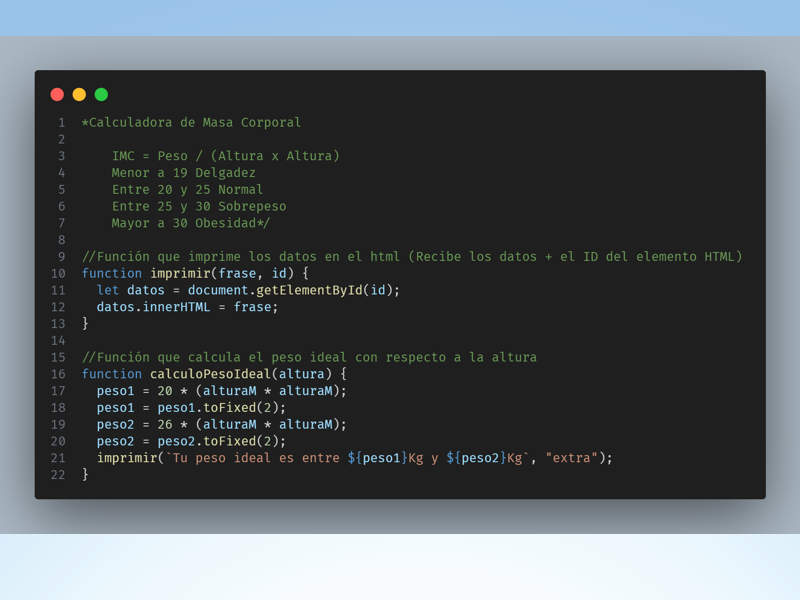 1 *Calculadora de Masa Corporal
2
3     IMC = Peso / (Altura x Altura)
4     Menor a 19 Delgadez
5     Entre 20 y 25 Normal
6     Entre 25 y 30 Sobrepeso
7     Mayor a 30 Obesidad*/
8
9 //Función que imprime los datos en el html (Recibe los datos + el ID del elemento HTML)
10 function imprimir(frase, id) {
11   let datos = document.getElementById(id);
12   datos.innerHTML = frase;
13 }
14
15 //Función que calcula el peso ideal con respecto a la altura
16 function calculoPesoIdeal(altura) {
17   peso1 = 20 * (alturaM * alturaM);
18   peso1 = peso1.toFixed(2);
19   peso2 = 26 * (alturaM * alturaM);
20   peso2 = peso2.toFixed(2);
21   imprimir(`Tu peso ideal es entre ${peso1}Kg y ${peso2}Kg`, "extra");
22 }